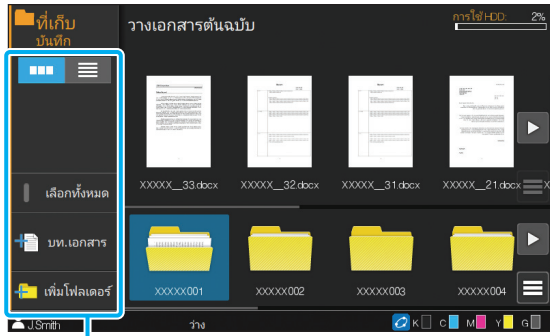 ที่เก็บ
บันทึก
วางเอกสารต้นฉบับ
การใช้ HDD: 2%
XXXXX__33.docx XXXXX__32.docx XXXXX__31.docx XXXXX__21.docx X
เลือกทั้งหมด
บท.เอกสาร
เพิ่มโฟลเดอร์
XXXXX001 XXXXX002 XXXXX003 XXXXX004
J.Smith ว่าง K C M Y G